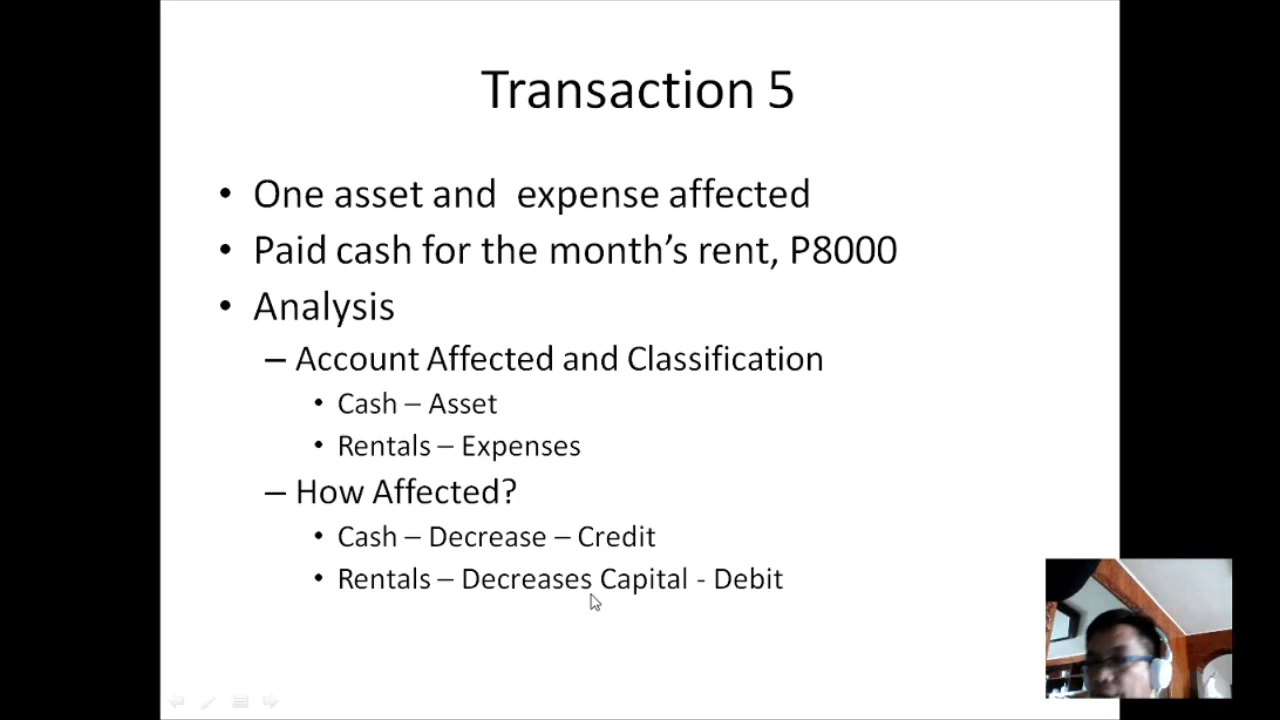 Transaction 5
• One asset and  expense affected
• Paid cash for the month’s rent, P8000
• Analysis
– Account Affected and Classification
• Cash – Asset
• Rentals – Expenses
– How Affected?
• Cash – Decrease – Credit
• Rentals – Decreases Capital - Debit